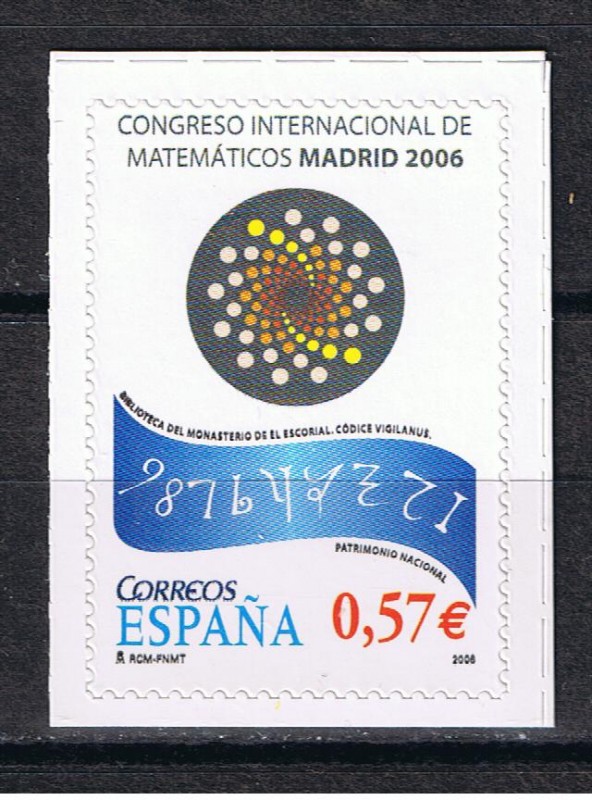 CONGRESO INTERNACIONAL DE
MATEMÁTICOS MADRID 2006
BIBLIOTECA DEL MONASTERIO DE EL ESCORIAL. CÓDICE VIGILANUS.
PATRIMONIO NACIONAL
CORREOS
ESPAÑA 0,57€
RCM-FNMT 2006